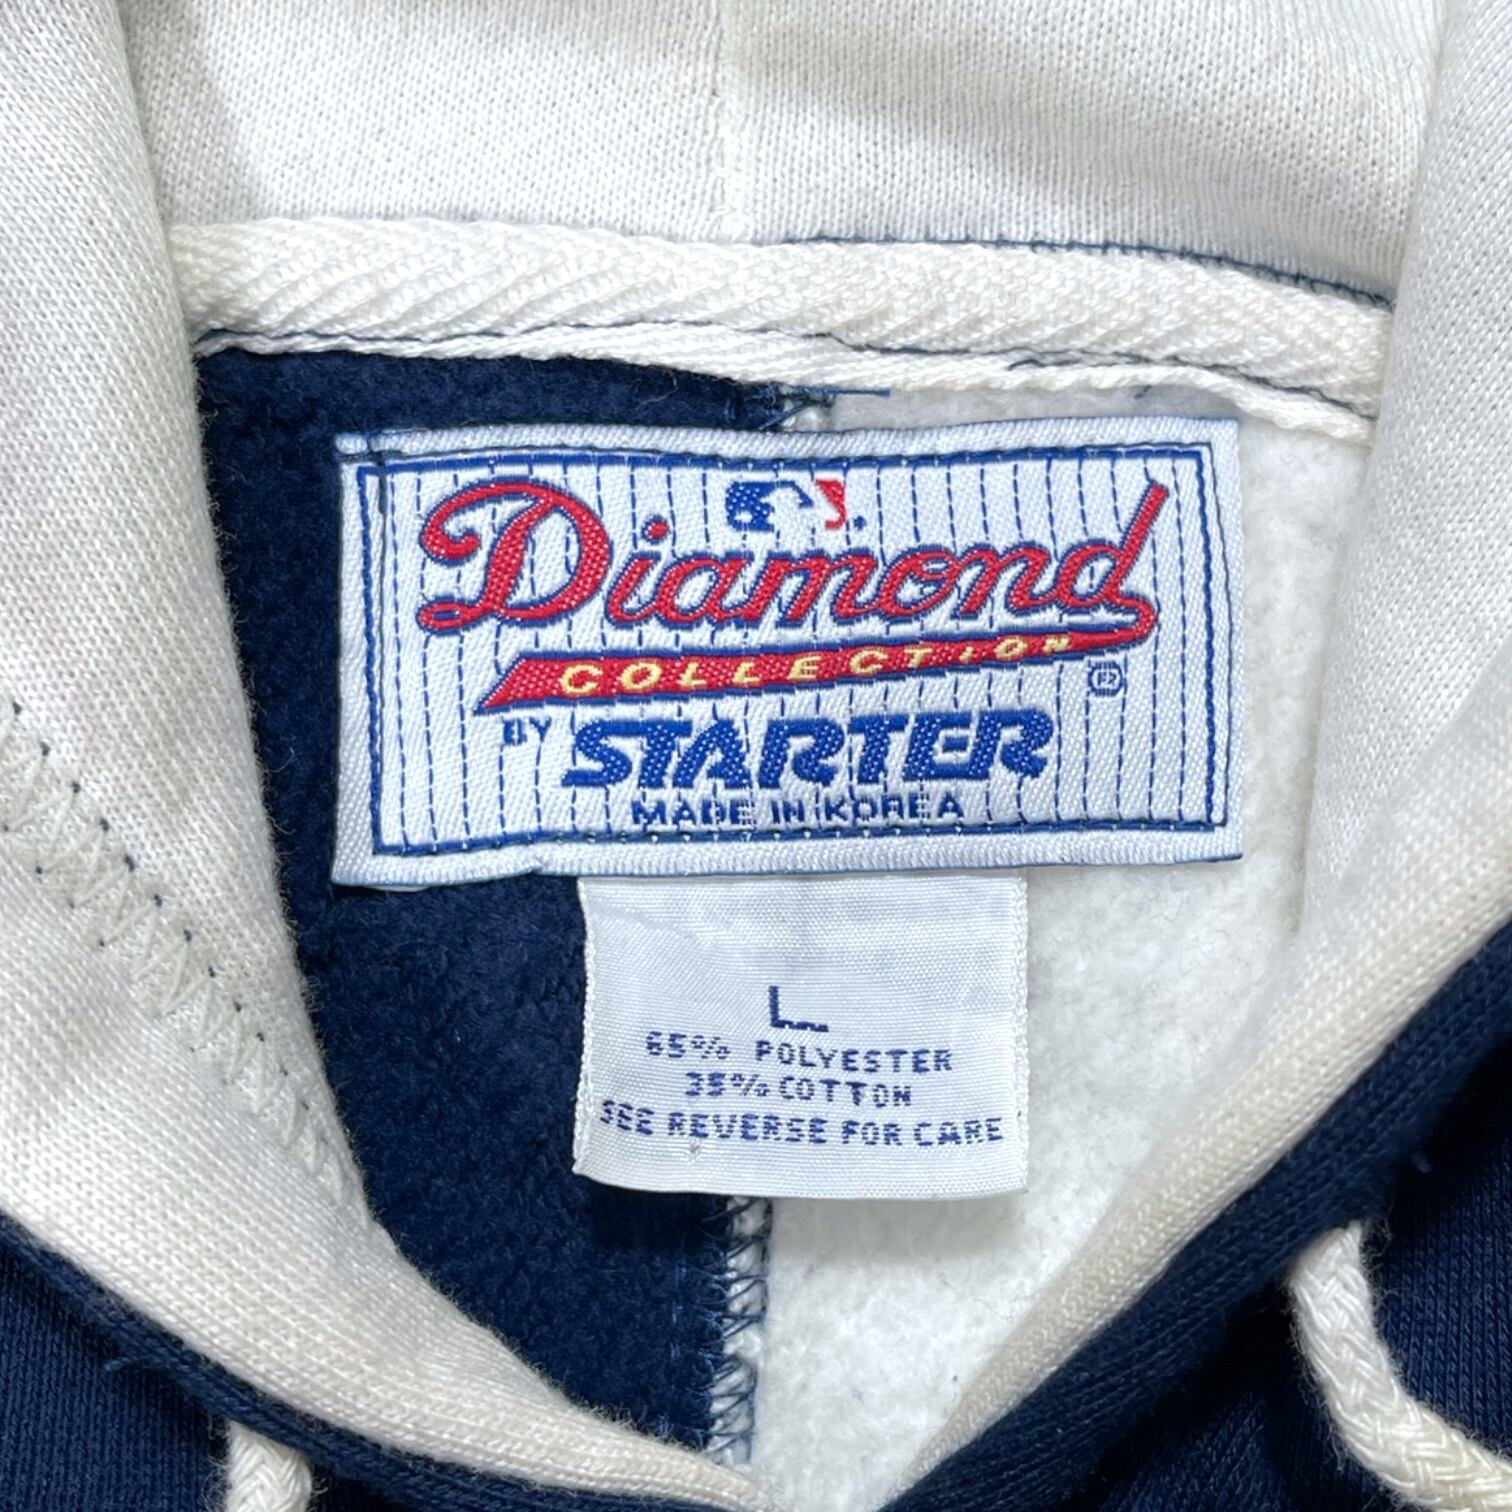 Diamond
COLLECTION
BY STARTER
MADE IN KOREA
L
65% POLYESTER
35% COTTON
SEE REVERSE FOR CARE